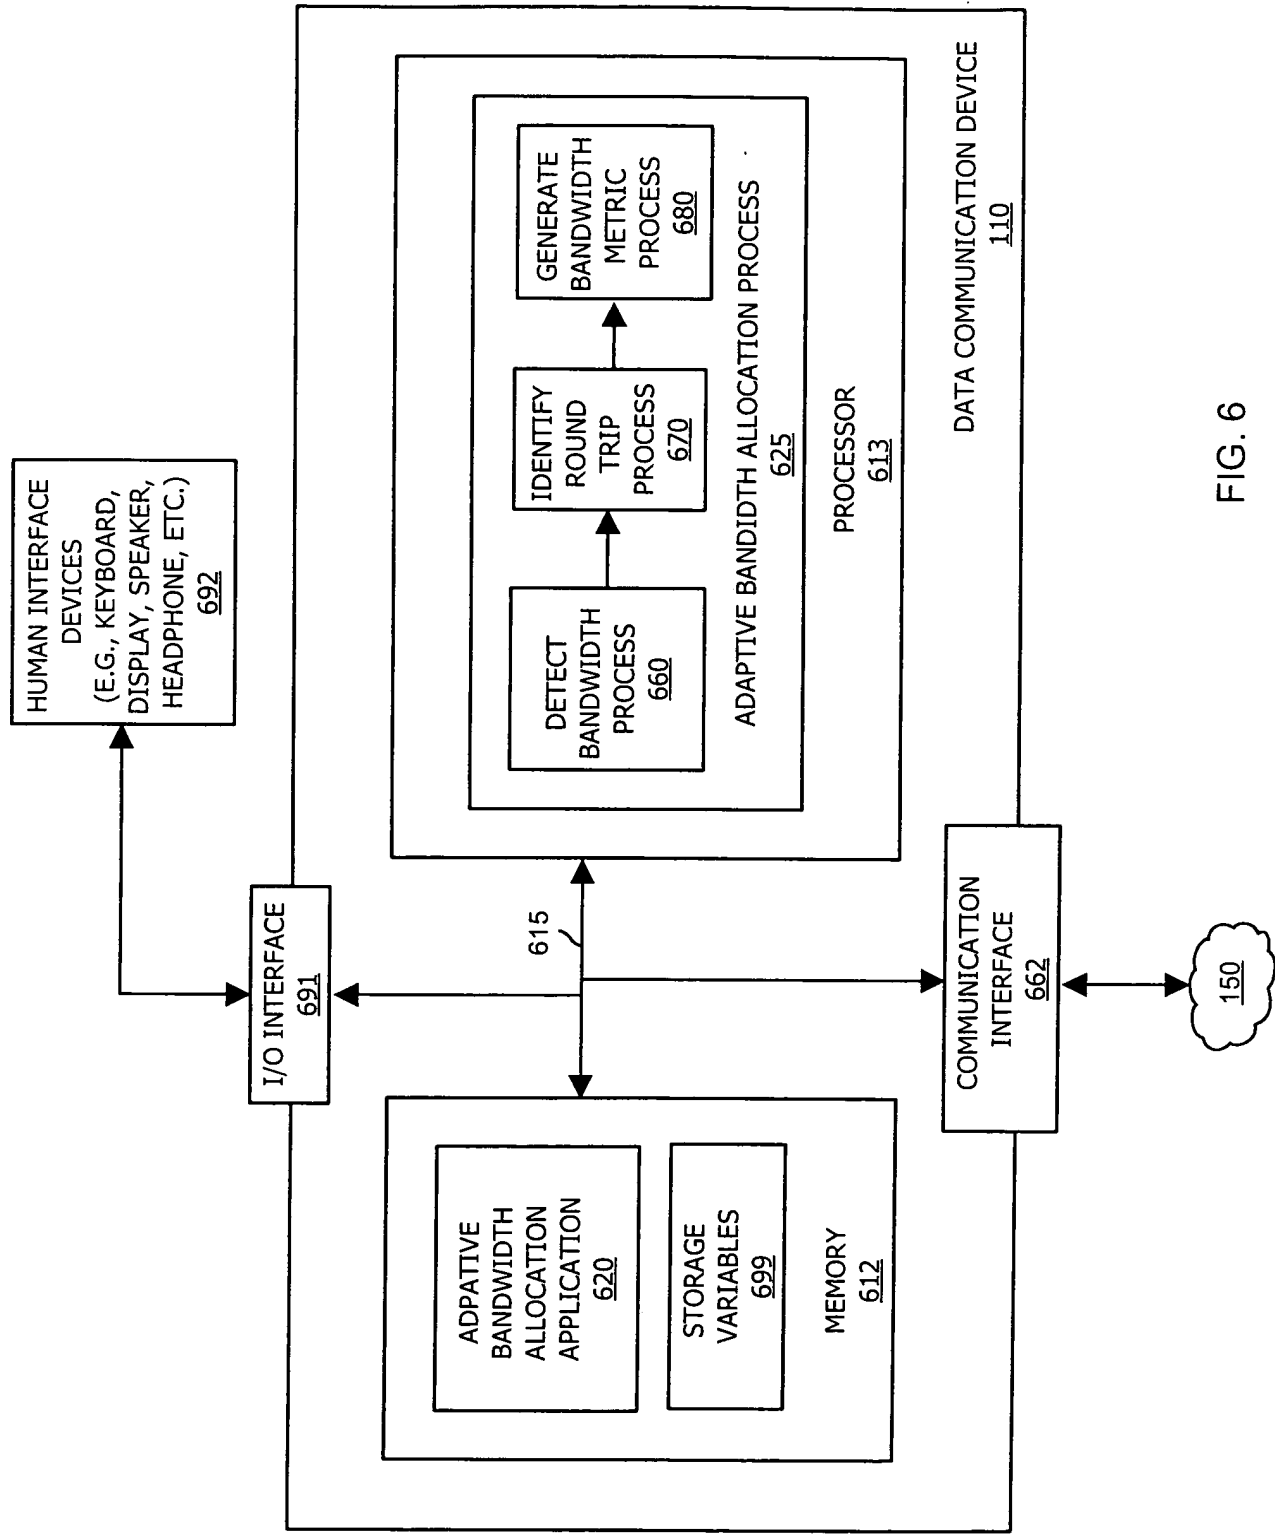 HUMAN INTERFACE
DEVICES
(E.G., KEYBOARD,
DISPLAY, SPEAKER,
HEADPHONE, ETC.)
692
I/O INTERFACE
691
ADPATIVE
BANDWIDTH
ALLOCATION
APPLICATION
620
STORAGE
VARIABLES
699
MEMORY
612
615
DETECT
BANDWIDTH
PROCESS
660
IDENTIFY
ROUND
TRIP
PROCESS
670
GENERATE
BANDWIDTH
METRIC
PROCESS
680
ADAPTIVE BANDIDTH ALLOCATION PROCESS
625
PROCESSOR
613
DATA COMMUNICATION DEVICE
110
COMMUNICATION
INTERFACE
662
150
FIG. 6